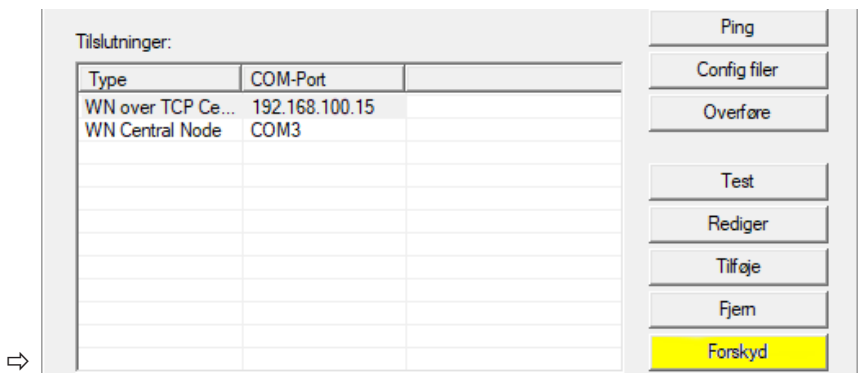 Tilslutninger:
Type COM-Port
WN over TCP Ce... 192.168.100.15
WN Central Node COM3
Ping
Config filer
Overføre
Test
Rediger
Tilføje
Fjern
Forskyd